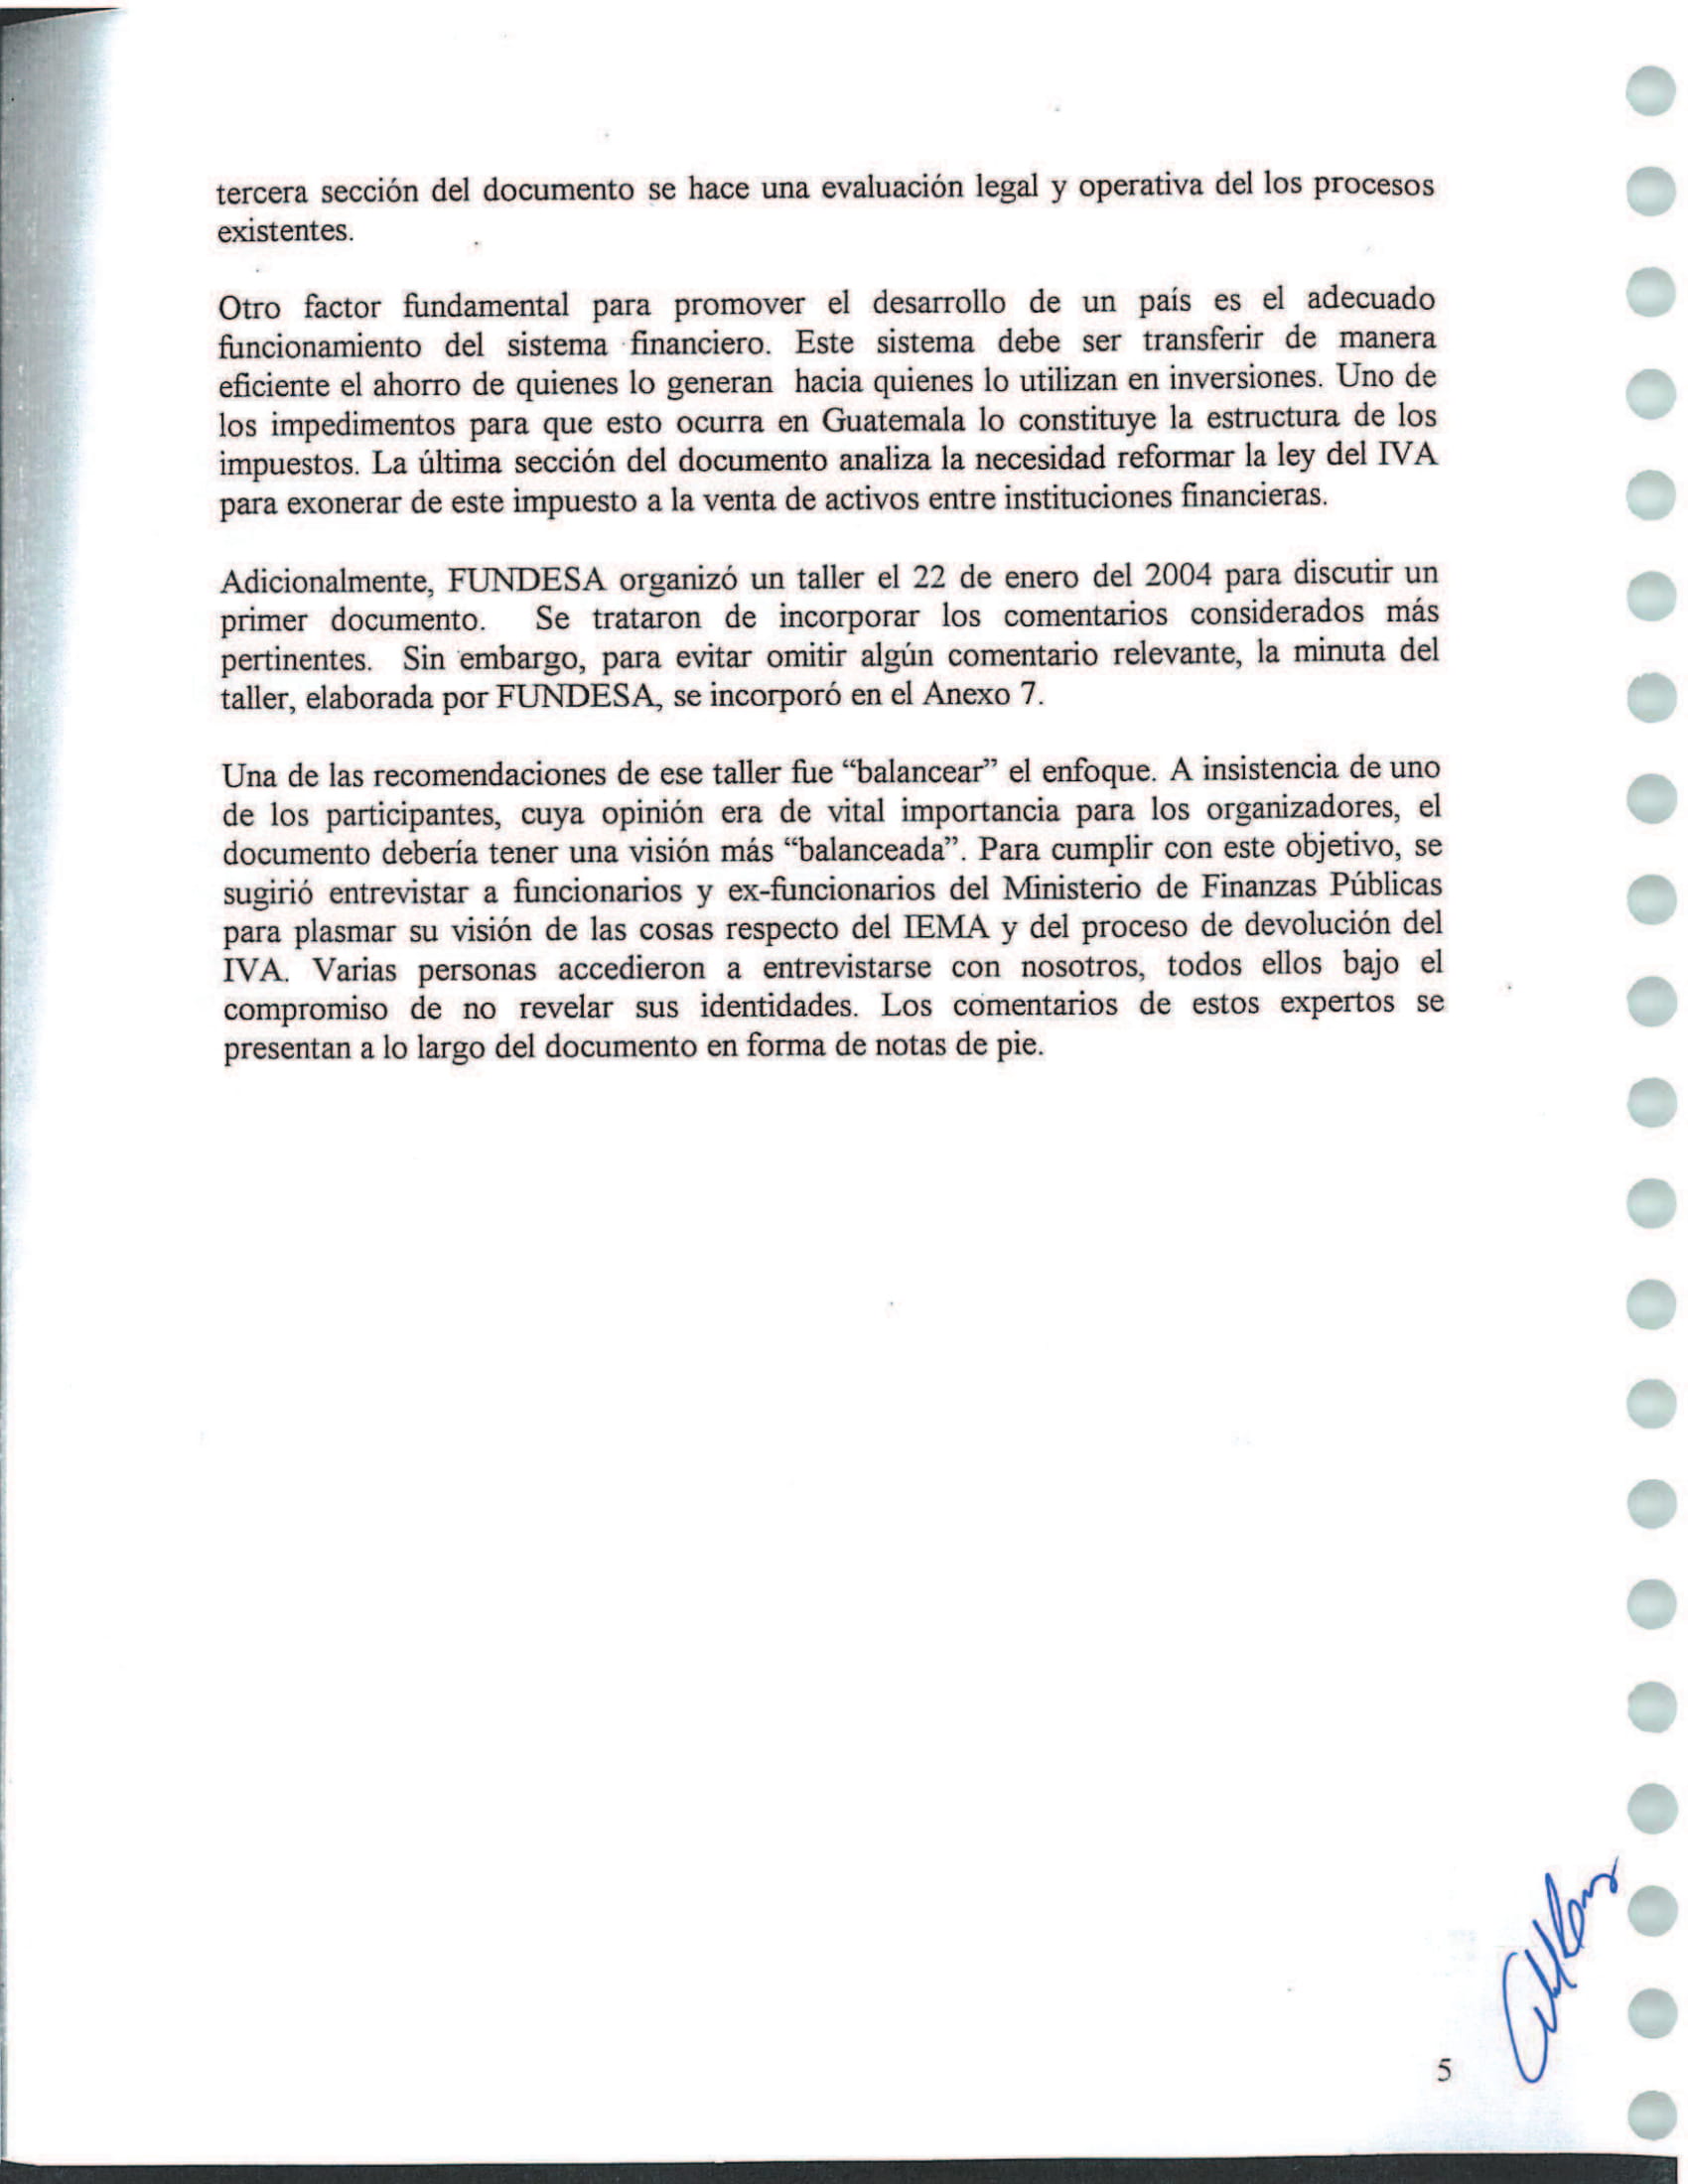 tercera sección del documento se hace una evaluación legal y operativa del los procesos
existentes.
Otro factor fundamental para promover el desarrollo de un país es el adecuado
funcionamiento del sistema financiero. Este sistema debe ser transferir de manera
eficiente el ahorro de quienes lo generan hacia quienes lo utilizan en inversiones. Uno de
los impedimentos para que esto ocurra en Guatemala lo constituye la estructura de los
impuestos. La última sección del documento analiza la necesidad reformar la ley del IVA
para exonerar de este impuesto a la venta de activos entre instituciones financieras.
Adicionalmente, FUNDESA organizó un taller el 22 de enero del 2004 para discutir un
primer documento. Se trataron de incorporar los comentarios considerados más
pertinentes. Sin embargo, para evitar omitir algún comentario relevante, la minuta del
taller, elaborada por FUNDESA, se incorporó en el Anexo 7.
Una de las recomendaciones de ese taller fue “balancear” el enfoque. A insistencia de uno
de los participantes, cuya opinión era de vital importancia para los organizadores, el
documento debería tener una visión más “balanceada”. Para cumplir con este objetivo, se
sugirió entrevistar a funcionarios y ex-funcionarios del Ministerio de Finanzas Públicas
para plasmar su visión de las cosas respecto del IEMA y del proceso de devolución del
IVA. Varias personas accedieron a entrevistarse con nosotros, todos ellos bajo el
compromiso de no revelar sus identidades. Los comentarios de estos expertos se
presentan a lo largo del documento en forma de notas de pie.
5